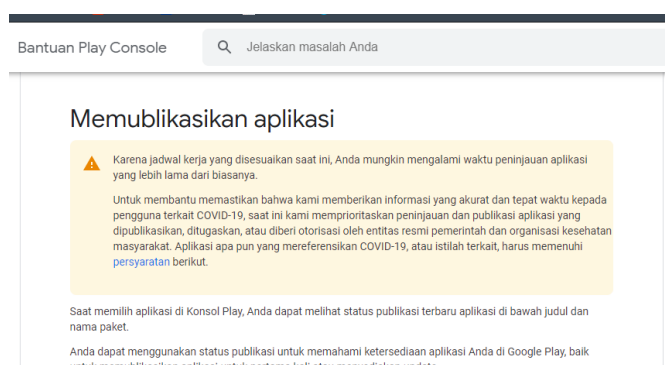 Bantuan Play Console
Jelaskan masalah Anda
Memublikasikan aplikasi
Karena jadwal kerja yang disesuaikan saat ini, Anda mungkin mengalami waktu peninjauan aplikasi
yang lebih lama dari biasanya.
Untuk membantu memastikan bahwa kami memberikan informasi yang akurat dan tepat waktu kepada
pengguna terkait COVID-19, saat ini kami memprioritaskan peninjauan dan publikasi aplikasi yang
dipublikasikan, ditugaskan, atau diberi otorisasi oleh entitas resmi pemerintah dan organisasi kesehatan
masyarakat. Aplikasi apa pun yang mereferensikan COVID-19, atau istilah terkait, harus memenuhi
persyaratan berikut.
Saat memilih aplikasi di Konsol Play, Anda dapat melihat status publikasi terbaru aplikasi di bawah judul dan
nama paket.
Anda dapat menggunakan status publikasi untuk memahami ketersediaan aplikasi Anda di Google Play, baik